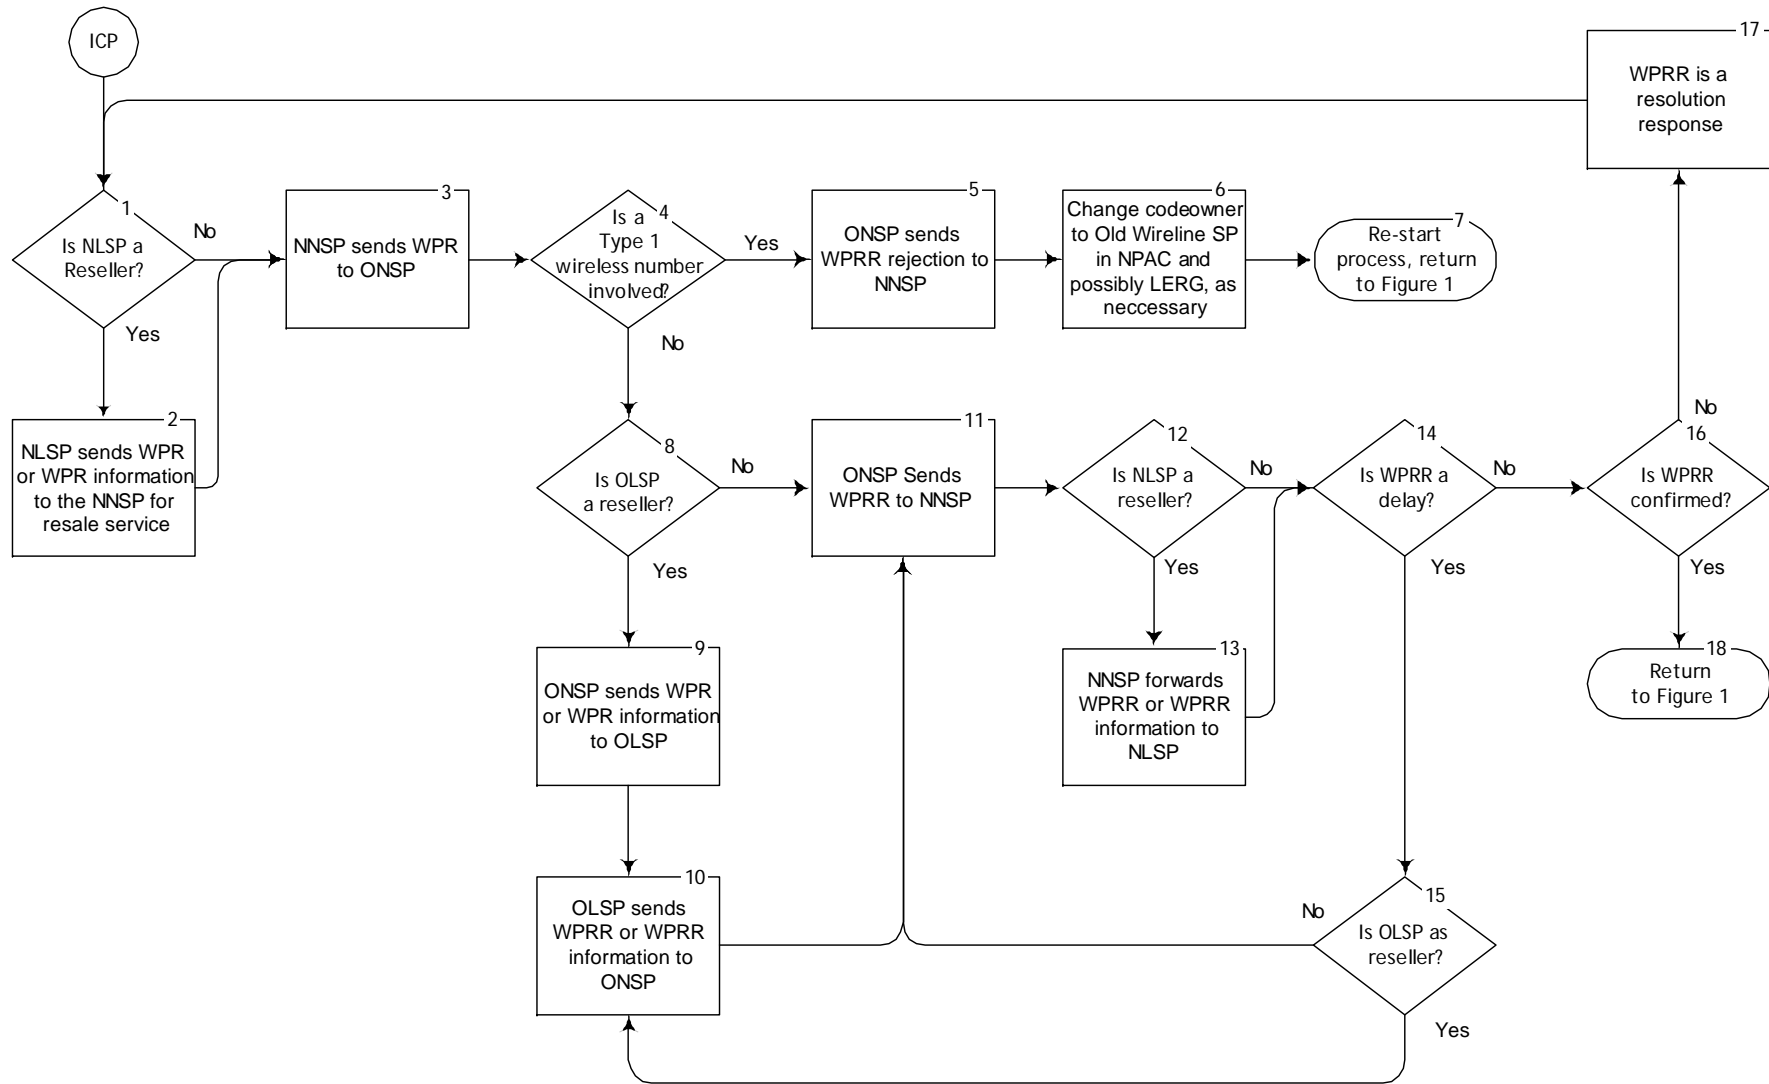 ICP
17
WPRR is a
resolution
response
1
Is NLSP a
Reseller?
No
Yes
2
NLSP sends WPR
or WPR information
to the NNSP for
resale service
3
NNSP sends WPR
to ONSP
4
Is a
Type 1
wireless number
involved?
Yes
No
5
ONSP sends
WPRR rejection to
NNSP
6
Change codeowner
to Old Wireline SP
in NPAC and
possibly LERG, as
neccessary
7
Re-start
process, return
to Figure 1
8
Is OLSP
a reseller?
No
Yes
9
ONSP sends WPR
or WPR information
to OLSP
10
OLSP sends
WPRR or WPRR
information to
ONSP
11
ONSP Sends
WPRR to NNSP
12
Is NLSP a
reseller?
No
Yes
13
NNSP forwards
WPRR or WPRR
information to
NLSP
14
Is WPRR a
delay?
No
Yes
15
Is OLSP as
reseller?
No
Yes
16
Is WPRR
confirmed?
No
Yes
18
Return
to Figure 1